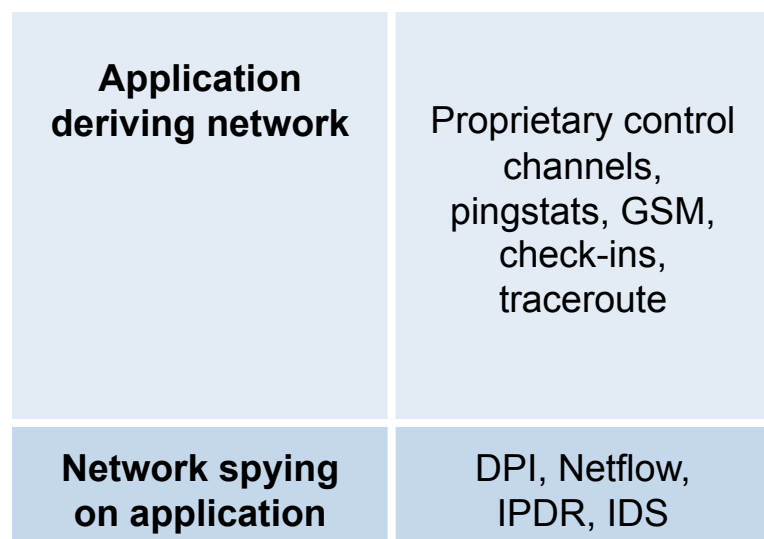 Application
deriving network
Proprietary control
channels,
pingstats, GSM,
check-ins,
traceroute
Network spying
on application
DPI, Netflow,
IPDR, IDS